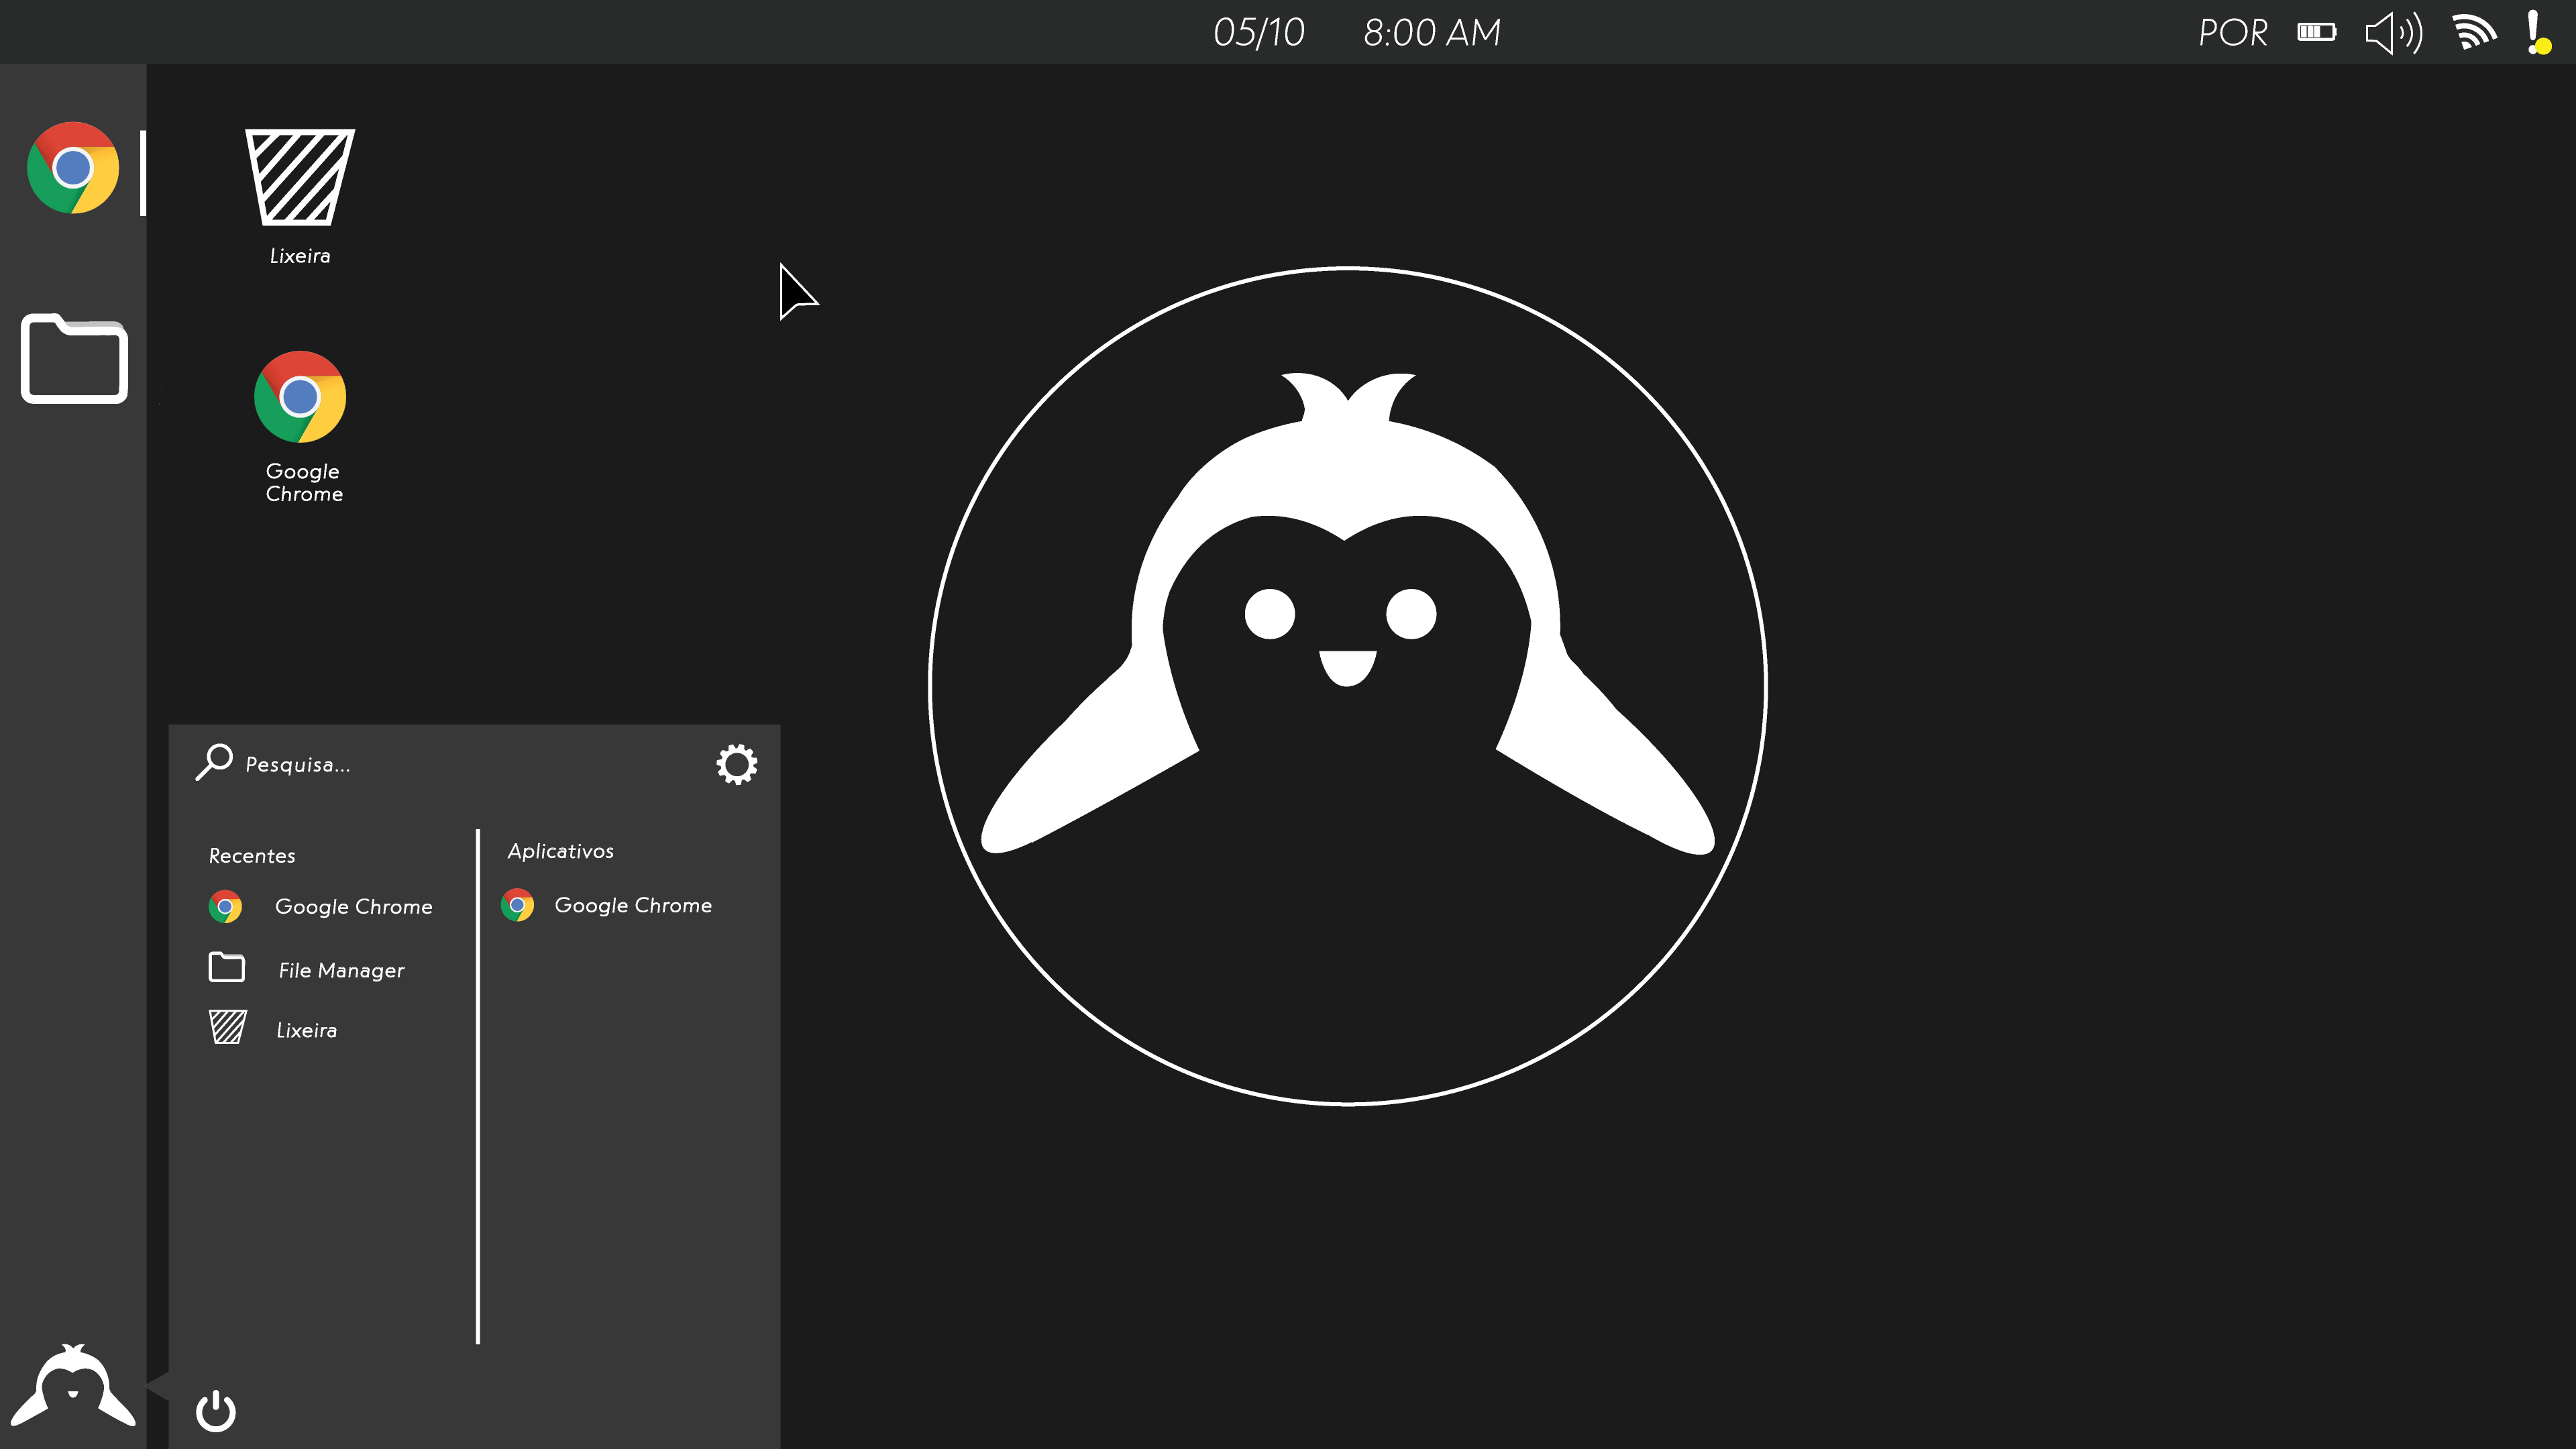 05/10 8:00 AM
POR
Lixeira
Google
Chrome
Pesquisa...
Recentes
Google Chrome
File Manager
Lixeira
Aplicativos
Google Chrome